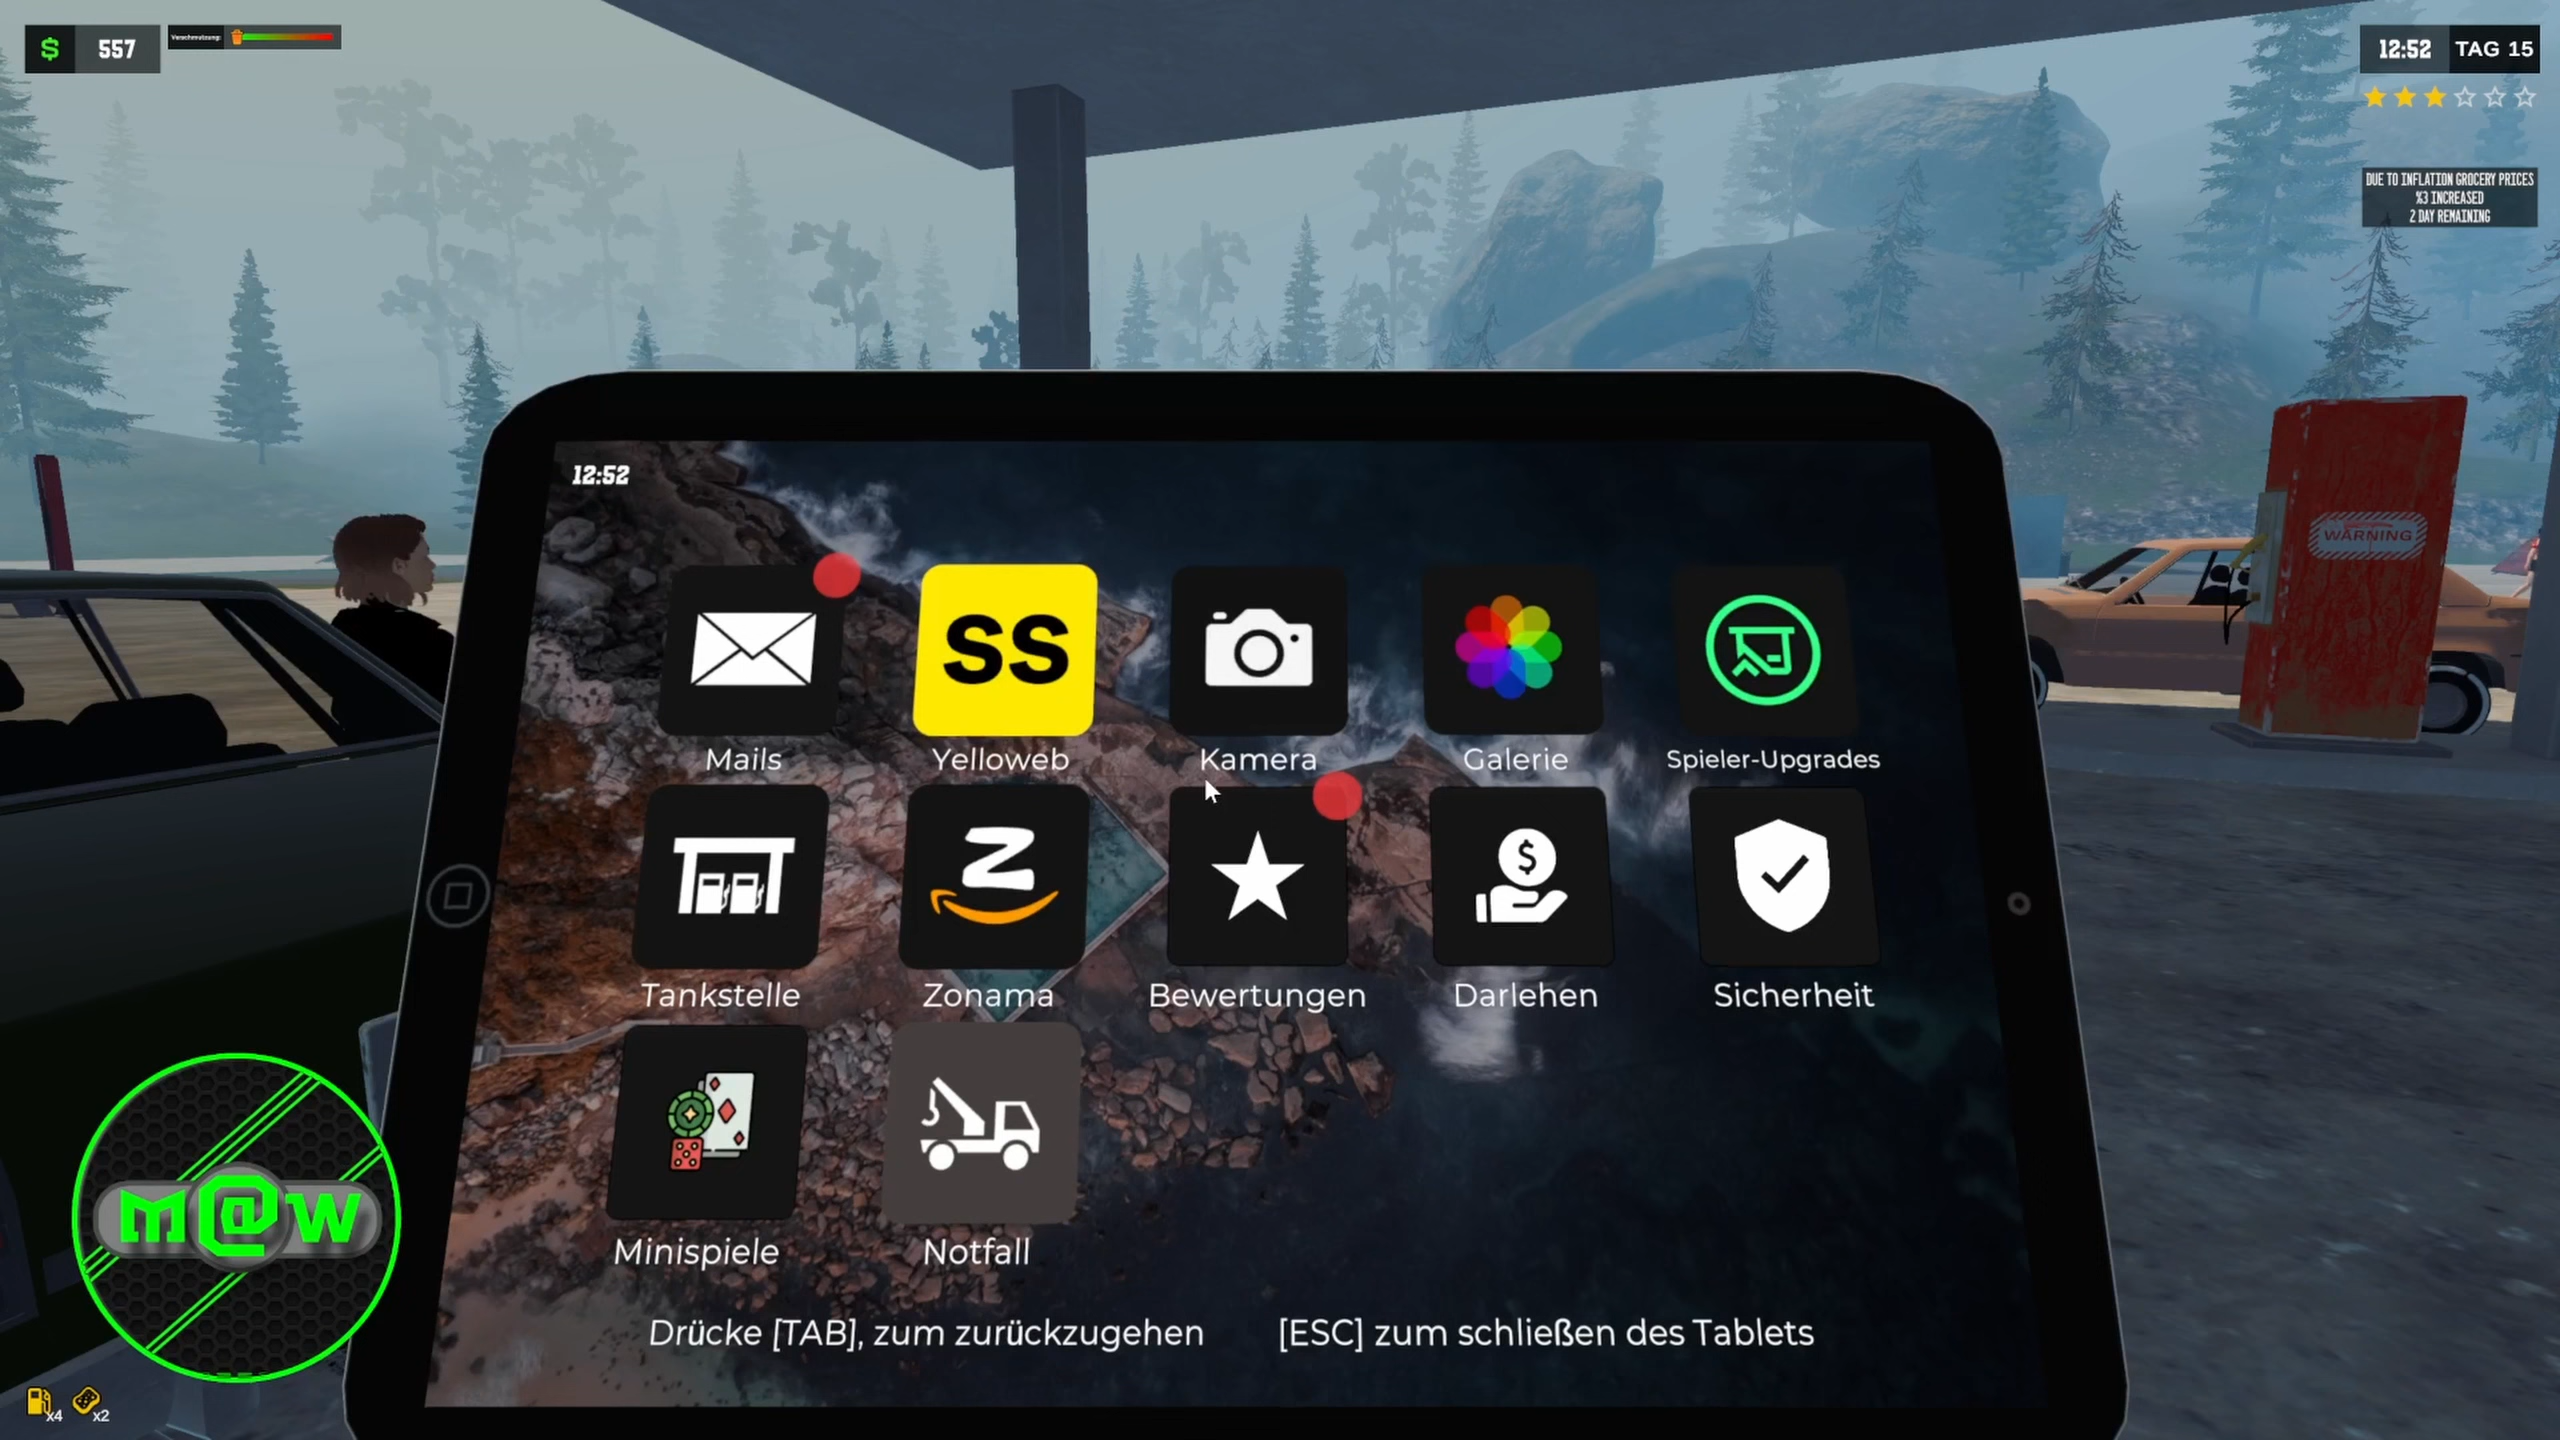 $ 557
Verschmutzung:
12:52 TAG 15
DUE TO INFLATION GROCERY PRICES
%3 INCREASED
2 DAY REMAINING
WARNING
12:52
SS
Mails Yelloweb Kamera Galerie Spieler-Upgrades
Z
$
Tankstelle Zonama Bewertungen Darlehen Sicherheit
Minispiele Notfall
Drücke [TAB], zum zurückzugehen [ESC] zum schließen des Tablets
m@w
x4 x2